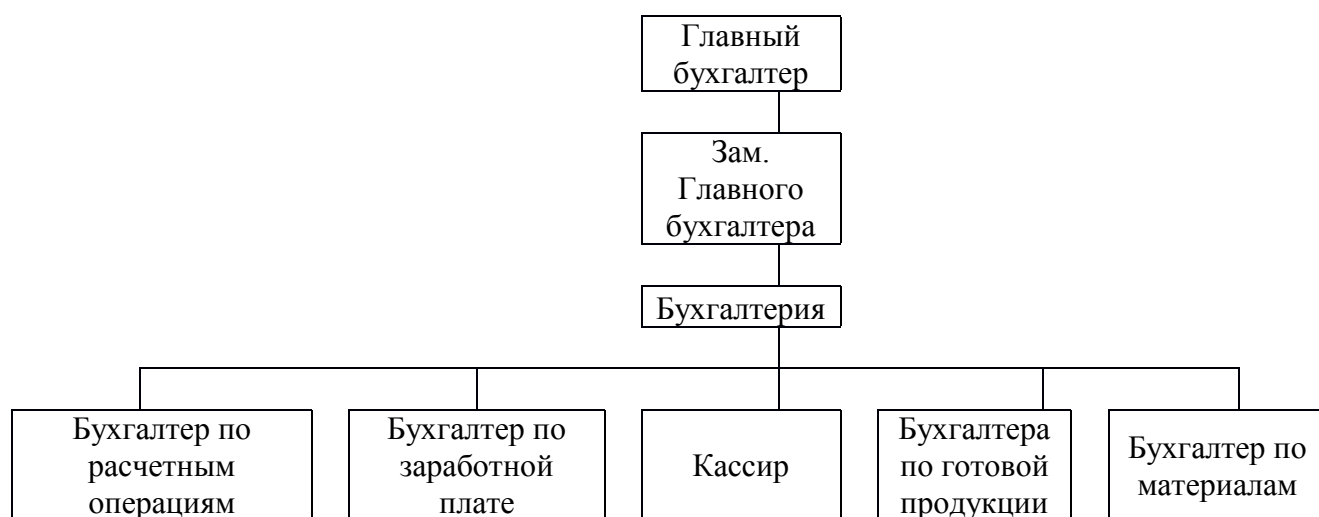 Главный
бухгалтер
Зам.
Главного
бухгалтера
Бухгалтерия
Бухгалтер по
расчетным
операциям
Бухгалтер по
заработной
плате
Кассир
Бухгалтера
по готовой
продукции
Бухгалтер по
материалам